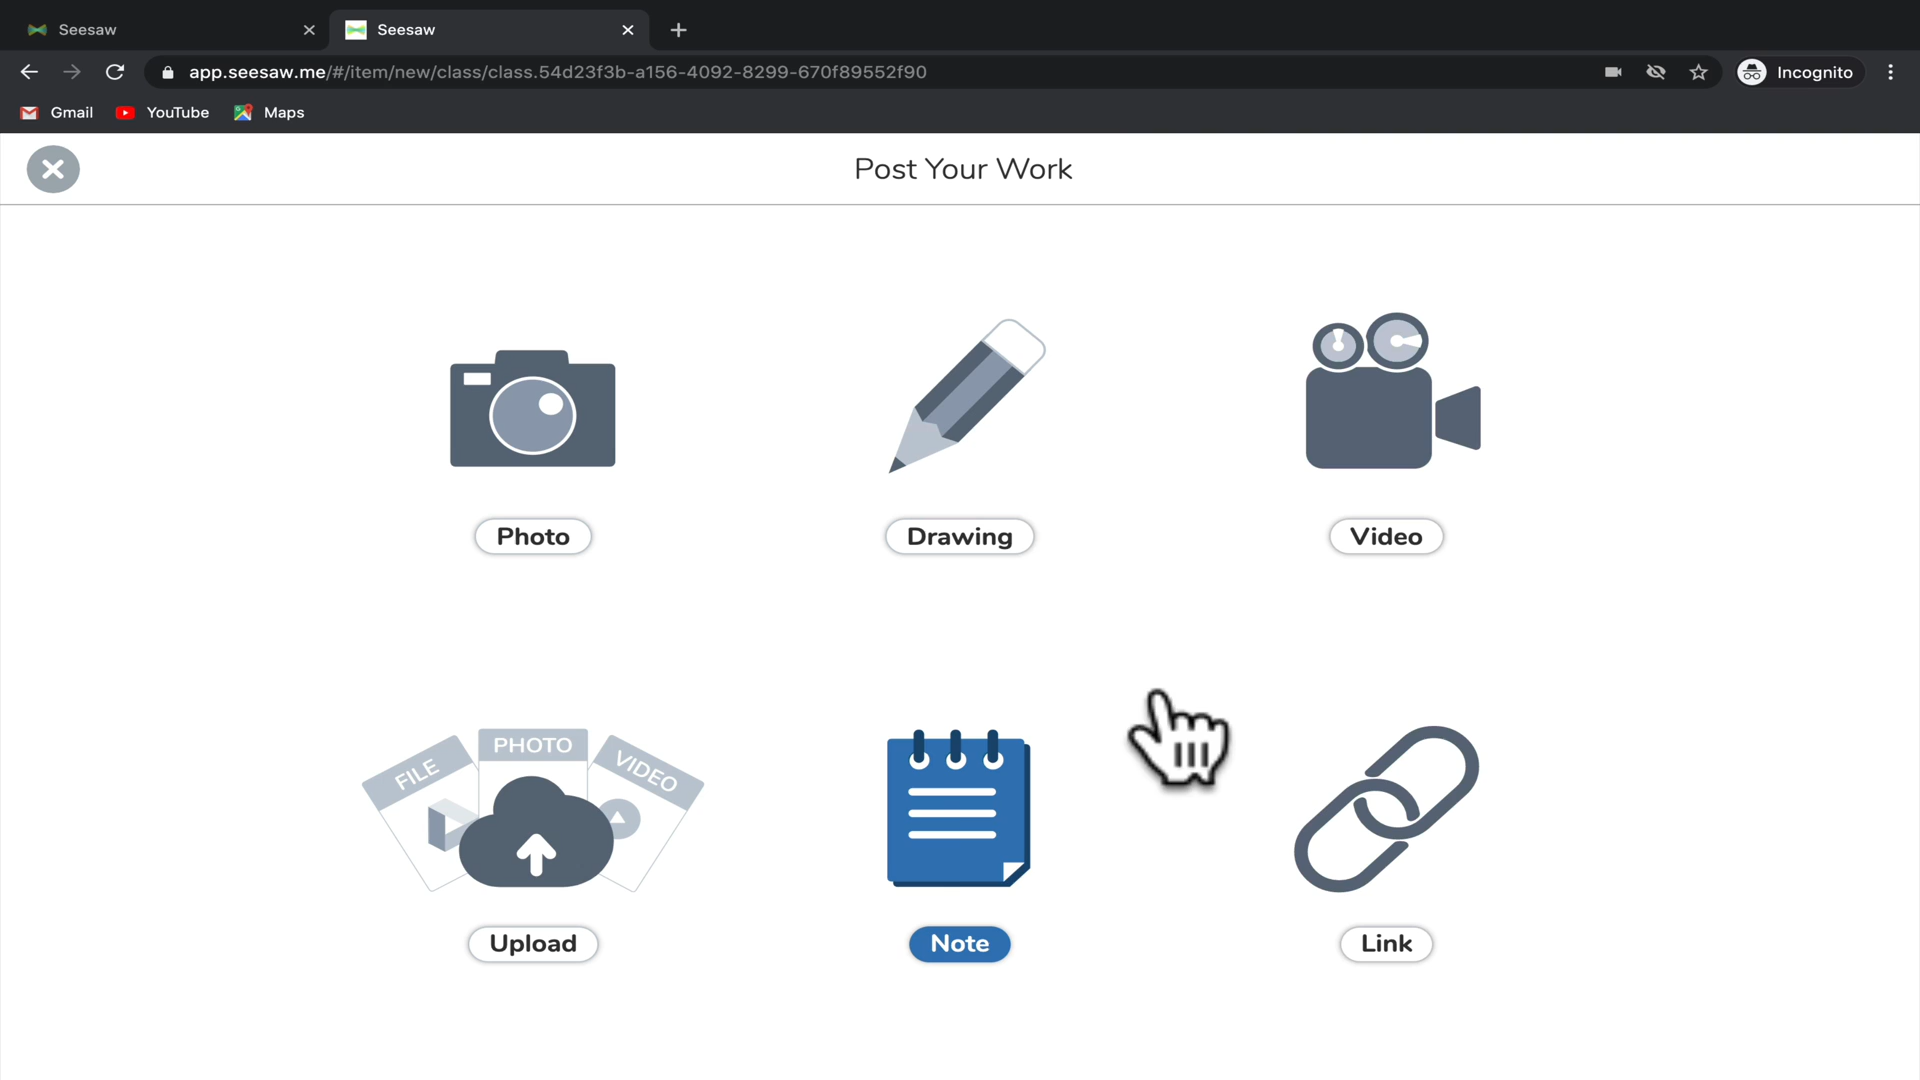 Seesaw
Seesaw
app.seesaw.me/#/item/new/class/class.54d23f3b-a156-4092-8299-670f89552f90
Incognito
Gmail
YouTube
Maps
Post Your Work
Photo
Drawing
Video
FILE
PHOTO
VIDEO
Upload
Note
Link